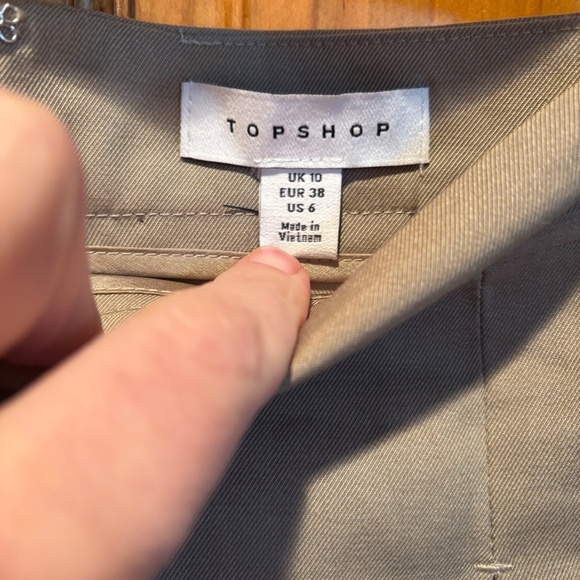 TOPSHOP
UK 10
EUR 38
US 6
Made in
Vietnam